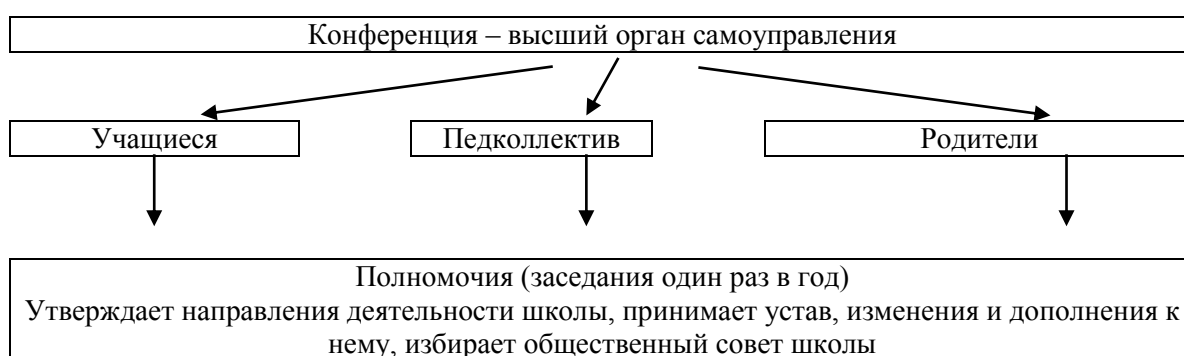 Конференция – высший орган самоуправления
Учащиеся
Педколлектив
Родители
Полномочия (заседания один раз в год)
Утверждает направления деятельности школы, принимает устав, изменения и дополнения к
нему, избирает общественный совет школы